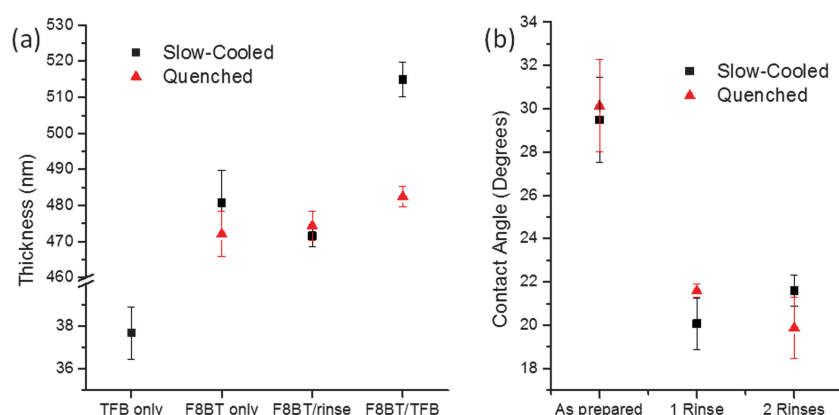 (a)
Slow-Cooled
Quenched
Thickness (nm)
530
520
510
500
490
480
470
460
38
37
36
TFB only
F8BT only
F8BT/rinse
F8BT/TFB
(b)
Slow-Cooled
Quenched
Contact Angle (Degrees)
34
32
30
28
26
24
22
20
18
As prepared
1 Rinse
2 Rinses